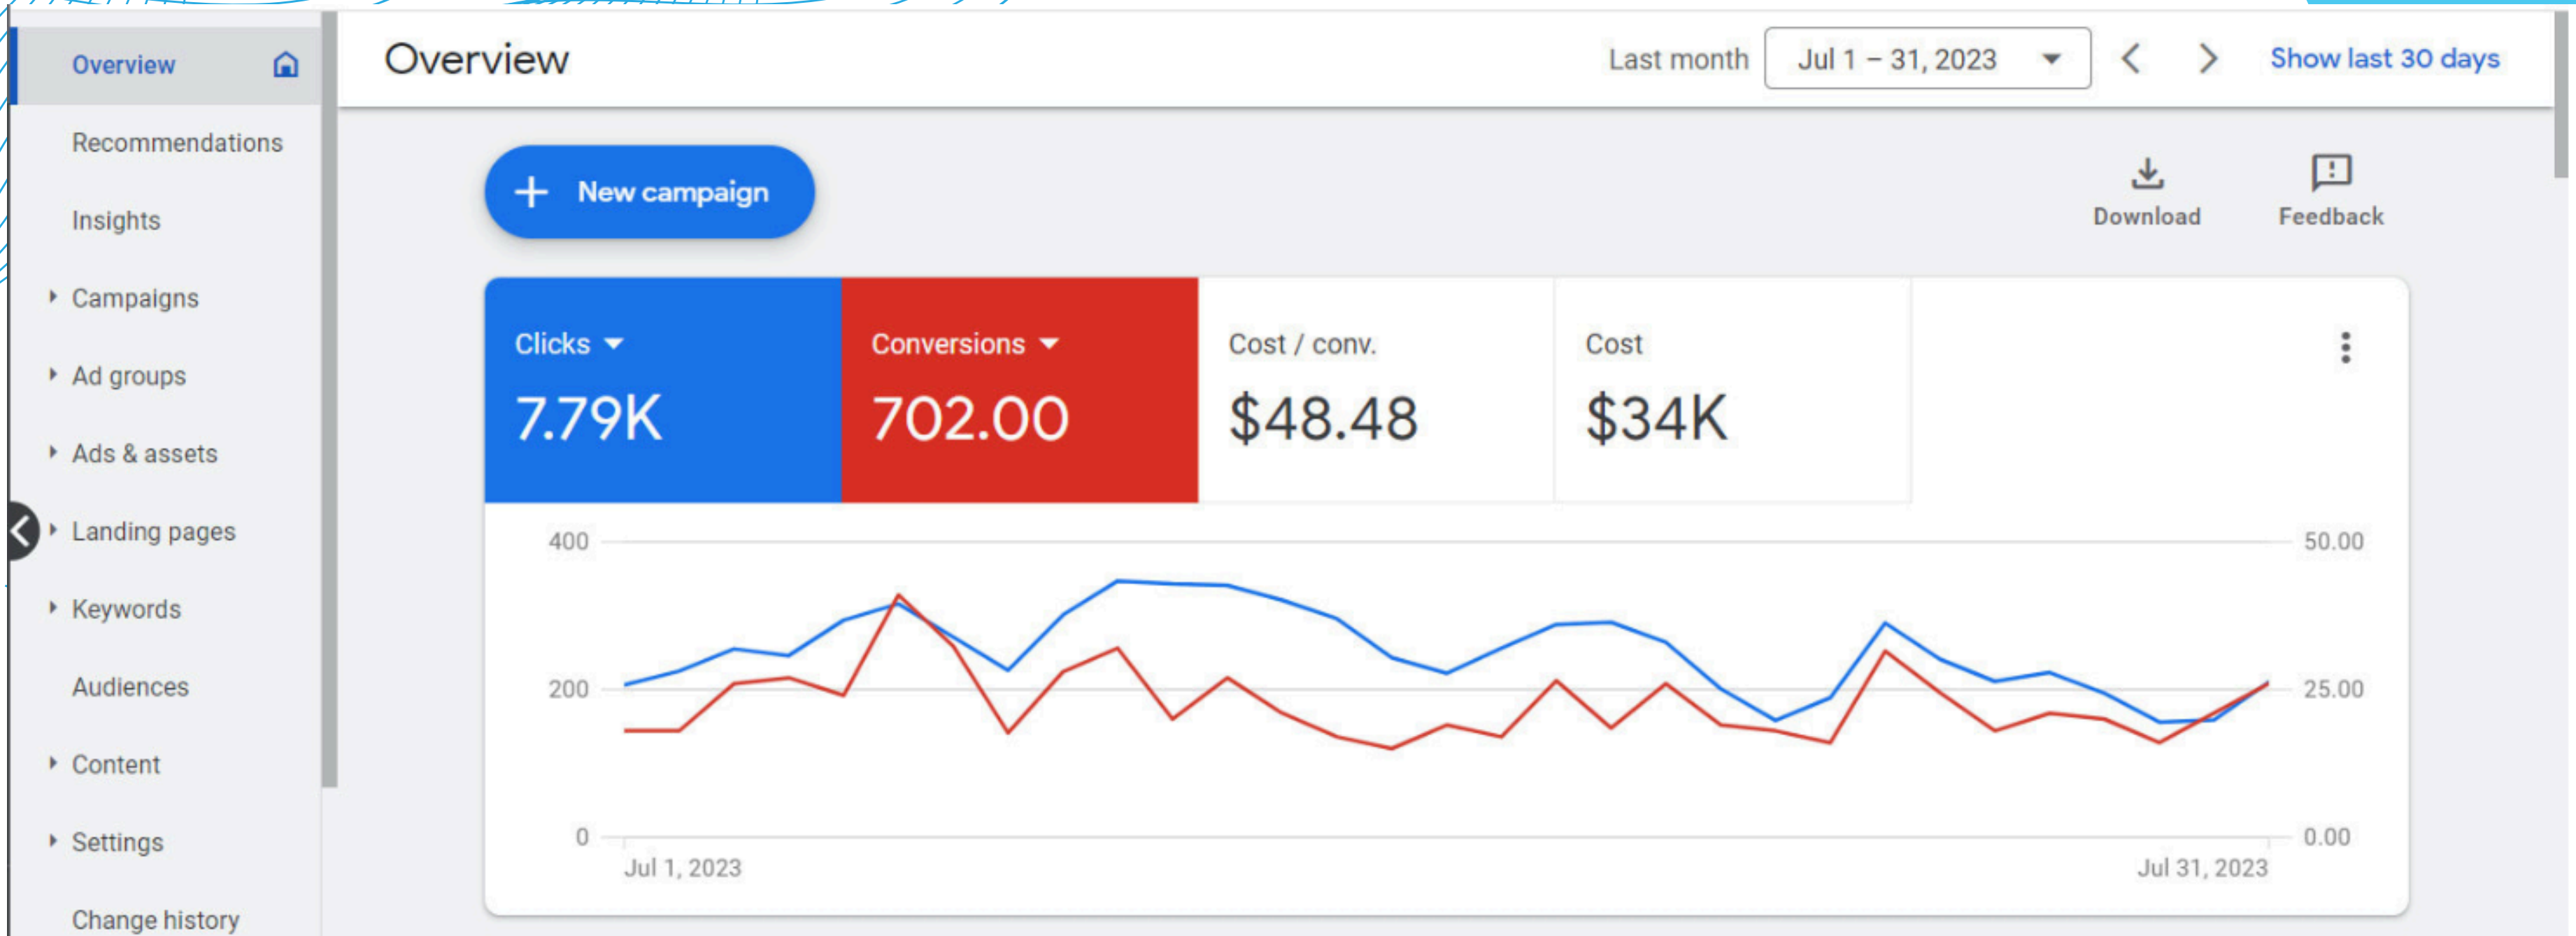 Overview
Recommendations
Insights
Campaigns
Ad groups
Ads & assets
Landing pages
Keywords
Audiences
Content
Settings
Change history
Overview
Last month
Jul 1 – 31, 2023
Show last 30 days
New campaign
Download
Feedback
Clicks
7.79K
Conversions
702.00
Cost / conv.
$48.48
Cost
$34K
400
200
0
50.00
25.00
0.00
Jul 1, 2023
Jul 31, 2023